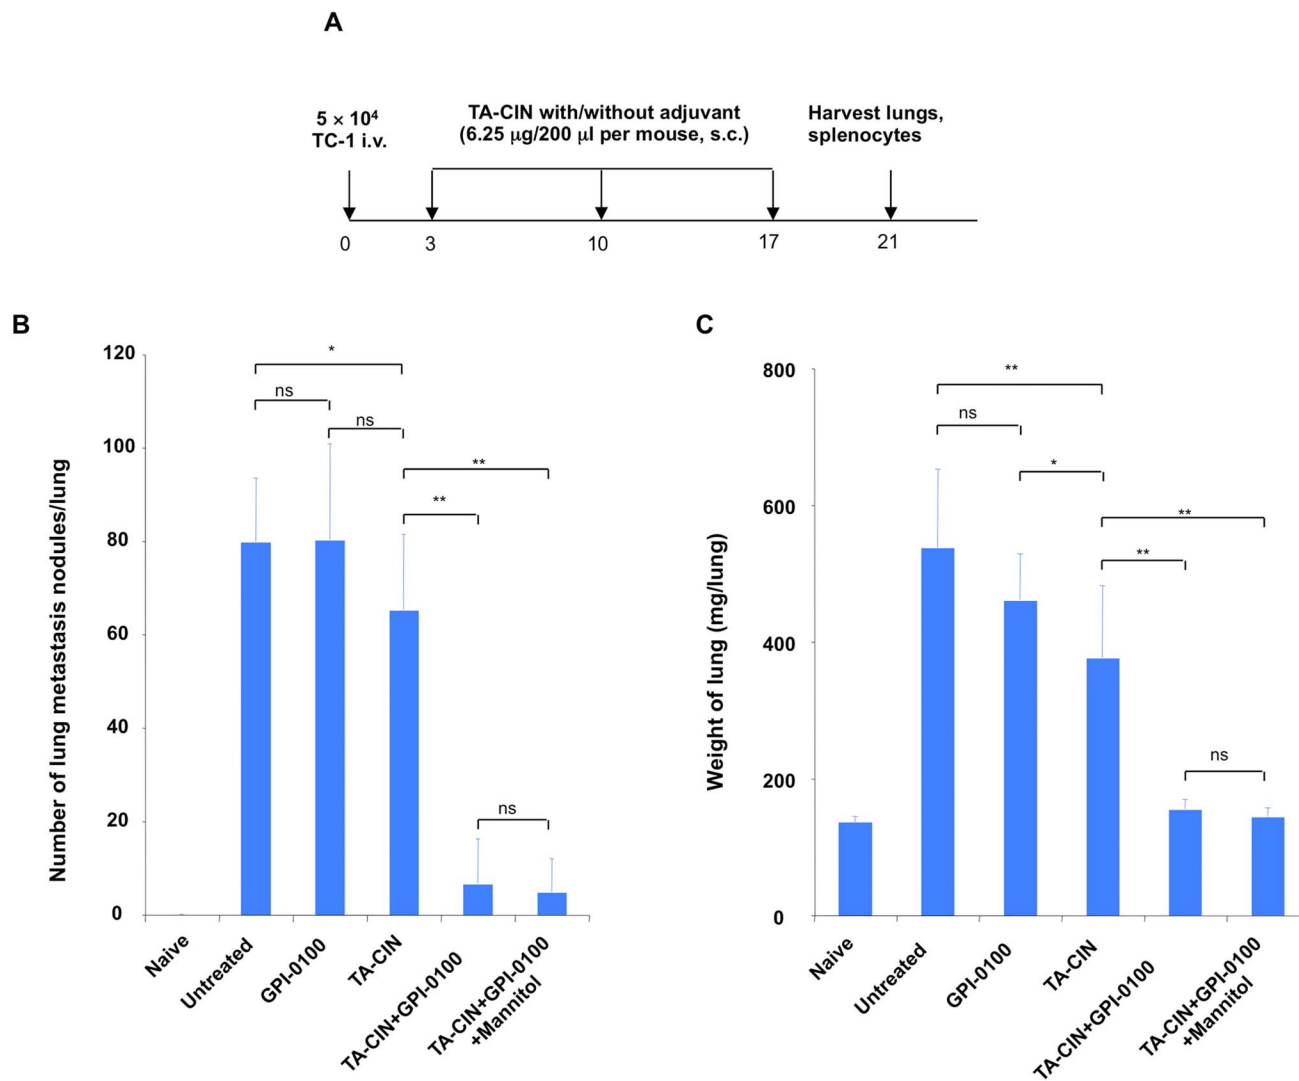 A
5 × 10⁴
TC-1 i.v.
TA-CIN with/without adjuvant
(6.25 μg/200 μl per mouse, s.c.)
Harvest lungs,
splenocytes
0
3
10
17
21
B
Number of lung metastasis nodules/lung
120
100
80
60
40
20
0
*
ns
ns
**
**
ns
Naive
Untreated
GPI-0100
TA-CIN
TA-CIN+GPI-0100
TA-CIN+GPI-0100
+Mannitol
C
Weight of lung (mg/lung)
800
600
400
200
0
**
ns
*
**
**
ns
Naive
Untreated
GPI-0100
TA-CIN
TA-CIN+GPI-0100
TA-CIN+GPI-0100
+Mannitol